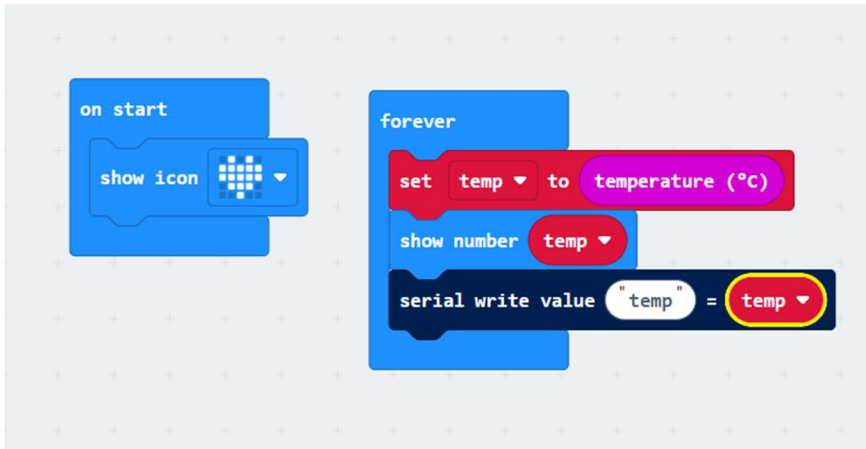 on start
show icon
forever
set temp to temperature (°C)
show number temp
serial write value "temp" = temp